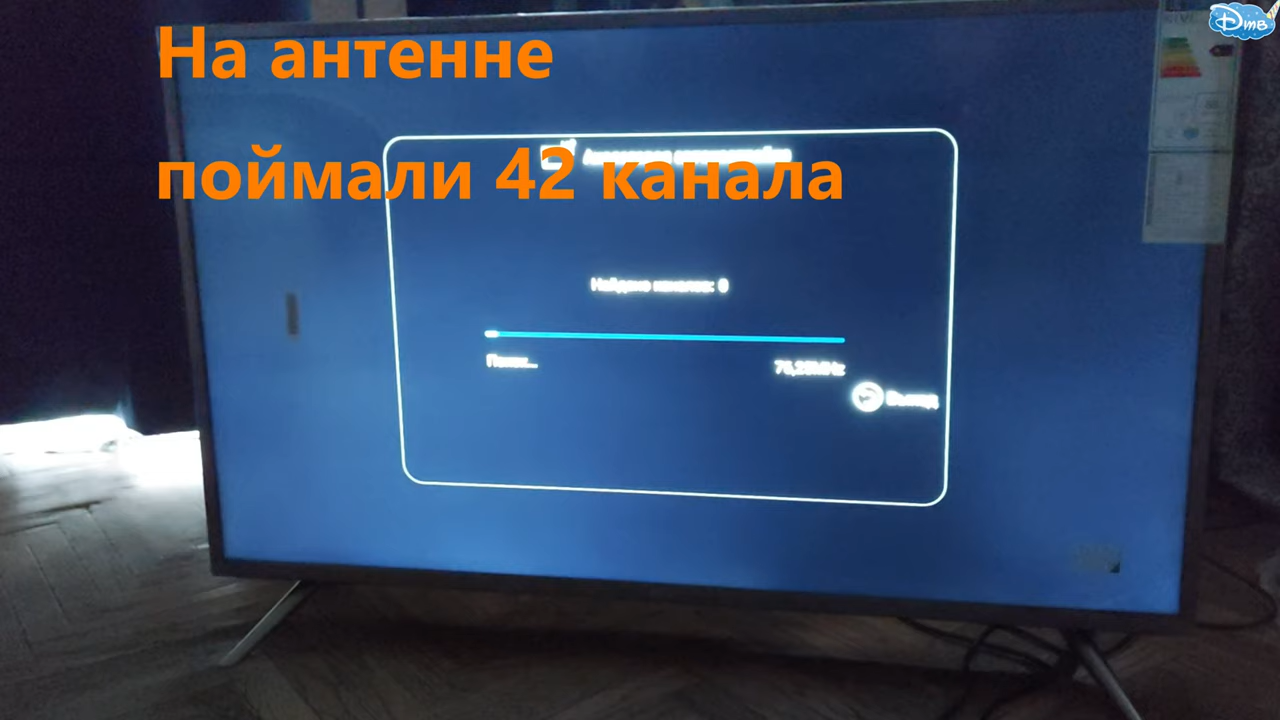 На антенне
поймали 42 канала
Найдено каналов: 0
Поиск...
Выход